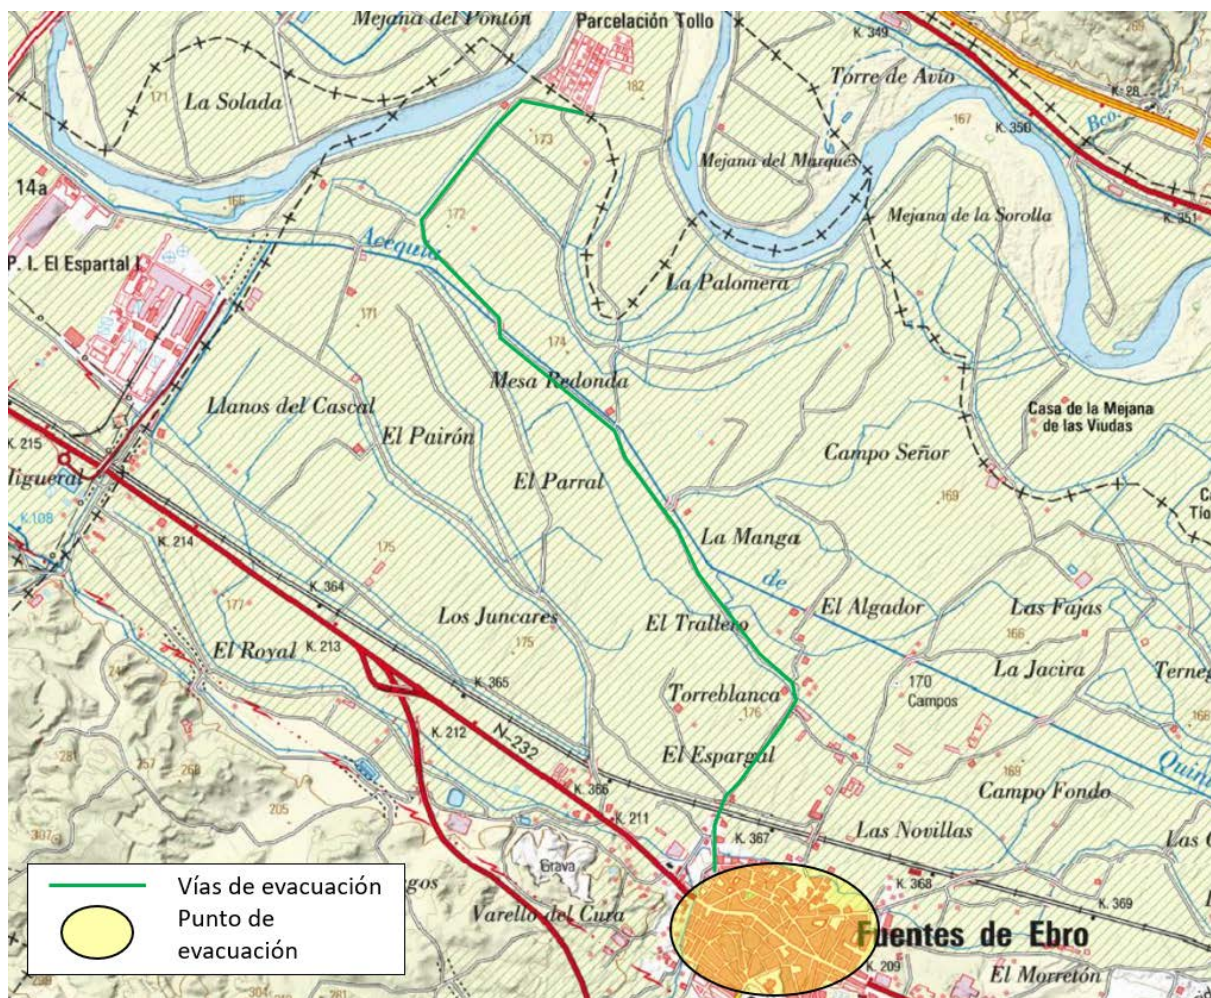 Mejana del Pontón
Parcelación Tollo
K. 349
269
171
La Solada
182
Torre de Avío
K. 28
173
167
K. 350
Bco.
Mejana del Marqués
14a
166
172
K. 351
Mejana de la Sorolla
Acequia
P. I. El Espartal I
La Palomera
171
174
Mesa Redonda
Llanos del Cascal
Casa de la Mejana
de las Viudas
K. 215
El Pairón
Campo Señor
Higueral
El Parral
169
K.108
K. 214
La Manga
175
K. 364
de
177
El Algador
Las Fajas
Los Juncares
El Trallero
K. 213
El Royal
175
166
La Jacira
K. 365
Torreblanca
170
Campos
176
K. 212
N-232
El Espargal
169
Quin
257
268
K. 366
Campo Fondo
205
K. 211
K. 367
Las Novillas
307
Grava
K. 368
K. 369
Vías de evacuación
Punto de
evacuación
Varello del Cura
Fuentes de Ebro
K. 209
El Morretón
304
281